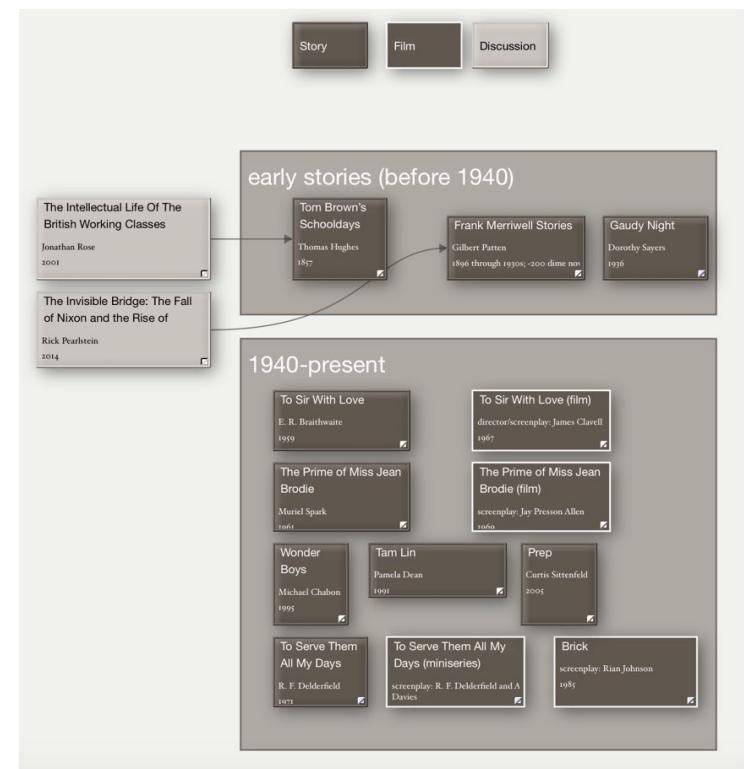 Story
Film
Discussion
early stories (before 1940)
The Intellectual Life Of The
British Working Classes
Jonathan Rose
2001
Tom Brown's
Schooldays
Thomas Hughes
1857
Frank Merriwell Stories
Gilbert Patten
1896 through 1930s; ~200 dime nov
Gaudy Night
Dorothy Sayers
1936
The Invisible Bridge: The Fall
of Nixon and the Rise of
Rick Pearlstein
2014
1940-present
To Sir With Love
E. R. Braithwaite
1959
To Sir With Love (film)
director/screenplay: James Clavell
1967
The Prime of Miss Jean
Brodie
Muriel Spark
1961
The Prime of Miss Jean
Brodie (film)
screenplay: Jay Presson Allen
1969
Wonder
Boys
Michael Chabon
1995
Tam Lin
Pamela Dean
1991
Prep
Curtis Sittenfeld
2005
To Serve Them
All My Days
R. F. Delderfield
1971
To Serve Them All My
Days (miniseries)
screenplay: R. F. Delderfield and A
Davies
Brick
screenplay: Rian Johnson
1985